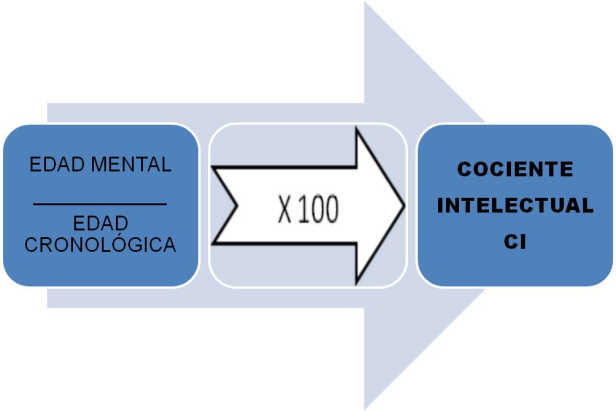 EDAD MENTAL
EDAD
CRONOLÓGICA
X 100
COCIENTE
INTELECTUAL
CI